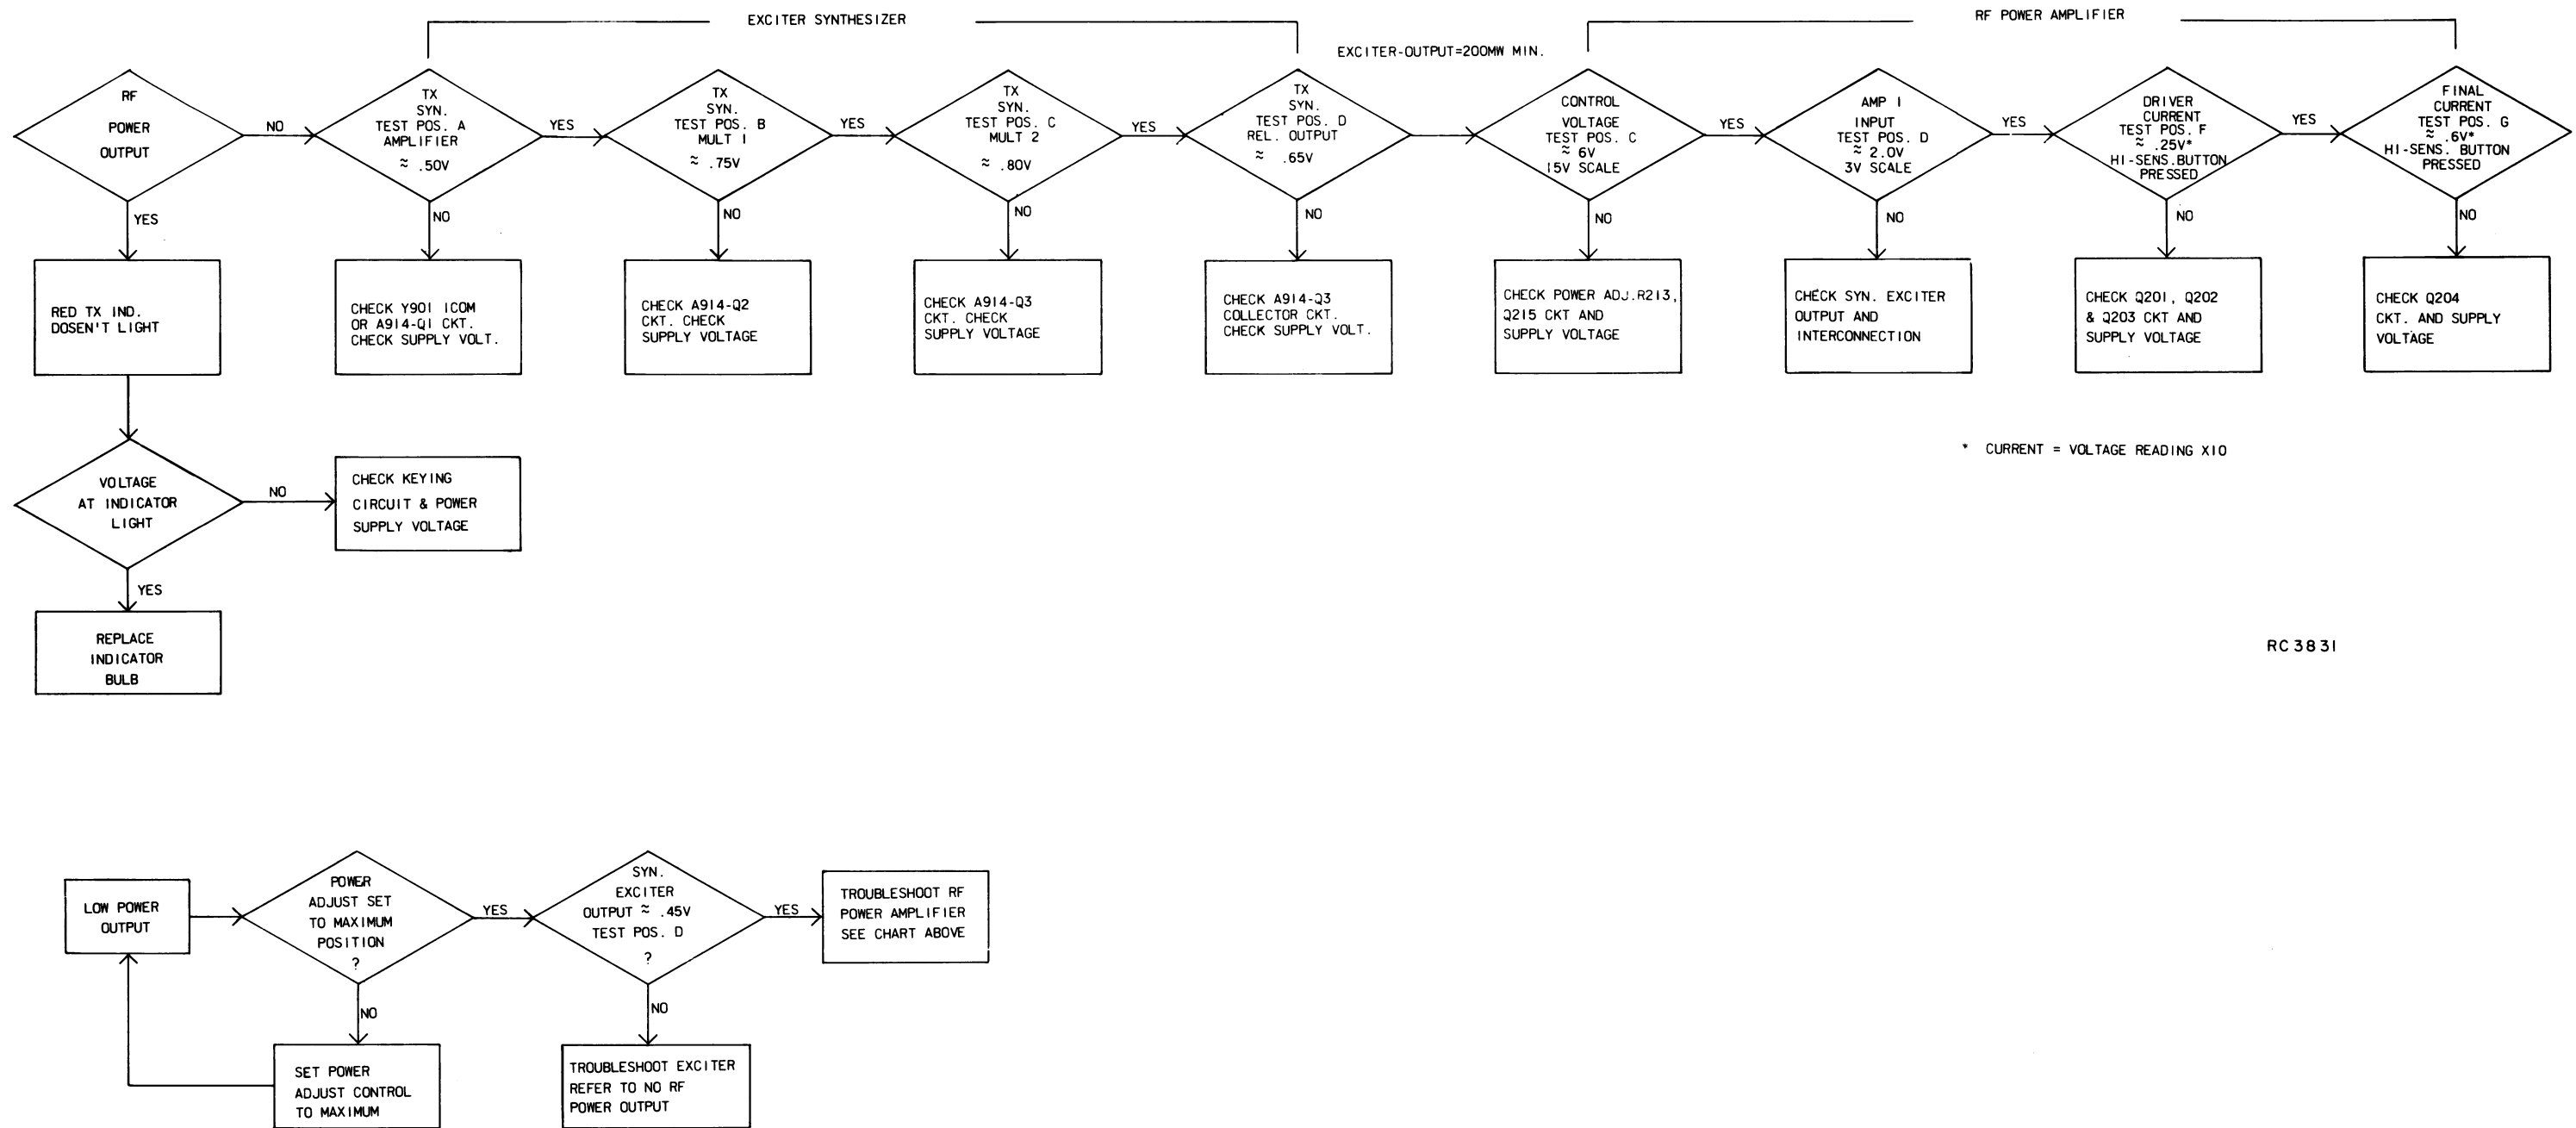 EXCITER SYNTHESIZER
RF POWER AMPLIFIER
EXCITER-OUTPUT=200MW MIN.
RF
POWER
OUTPUT
NO
YES
TX
SYN.
TEST POS. A
AMPLIFIER
≈ .50V
YES
NO
TX
SYN.
TEST POS. B
MULT 1
≈ .75V
YES
NO
TX
SYN.
TEST POS. C
MULT 2
≈ .80V
YES
NO
TX
SYN.
TEST POS. D
REL. OUTPUT
≈ .65V
NO
CONTROL
VOLTAGE
TEST POS. C
≈ 6V
15V SCALE
YES
NO
AMP 1
INPUT
TEST POS. D
≈ 2.0V
3V SCALE
YES
NO
DRIVER
CURRENT
TEST POS. F
≈ .25V*
HI-SENS.BUTTON
PRESSED
YES
NO
FINAL
CURRENT
TEST POS. G
≈ .6V*
HI-SENS. BUTTON
PRESSED
NO
RED TX IND.
DOSEN'T LIGHT
CHECK Y901 ICOM
OR A914-Q1 CKT.
CHECK SUPPLY VOLT.
CHECK A914-Q2
CKT. CHECK
SUPPLY VOLTAGE
CHECK A914-Q3
CKT. CHECK
SUPPLY VOLTAGE
CHECK A914-Q3
COLLECTOR CKT.
CHECK SUPPLY VOLT.
CHECK POWER ADJ.R213,
Q215 CKT AND
SUPPLY VOLTAGE
CHECK SYN. EXCITER
OUTPUT AND
INTERCONNECTION
CHECK Q201, Q202
& Q203 CKT AND
SUPPLY VOLTAGE
CHECK Q204
CKT. AND SUPPLY
VOLTAGE
* CURRENT = VOLTAGE READING X10
VOLTAGE
AT INDICATOR
LIGHT
NO
YES
CHECK KEYING
CIRCUIT & POWER
SUPPLY VOLTAGE
REPLACE
INDICATOR
BULB
RC3831
LOW POWER
OUTPUT
POWER
ADJUST SET
TO MAXIMUM
POSITION
?
YES
NO
SYN.
EXCITER
OUTPUT ≈ .45V
TEST POS. D
?
YES
NO
TROUBLESHOOT RF
POWER AMPLIFIER
SEE CHART ABOVE
SET POWER
ADJUST CONTROL
TO MAXIMUM
TROUBLESHOOT EXCITER
REFER TO NO RF
POWER OUTPUT